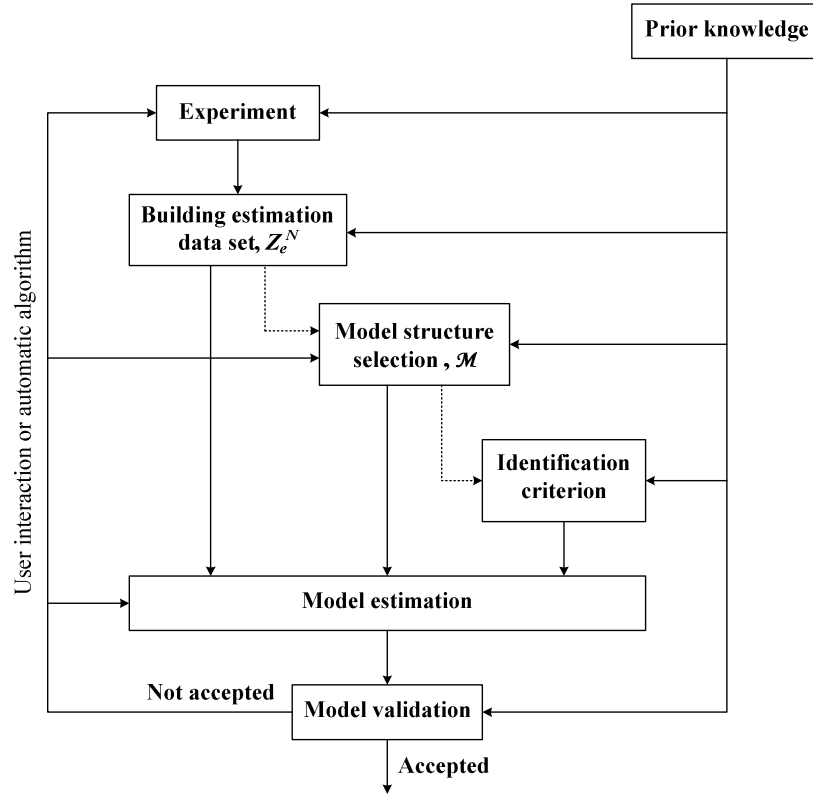 Prior knowledge
Experiment
Building estimation
data set, Z_e^N
Model structure
selection , ℳ
Identification
criterion
User interaction or automatic algorithm
Model estimation
Not accepted
Model validation
Accepted